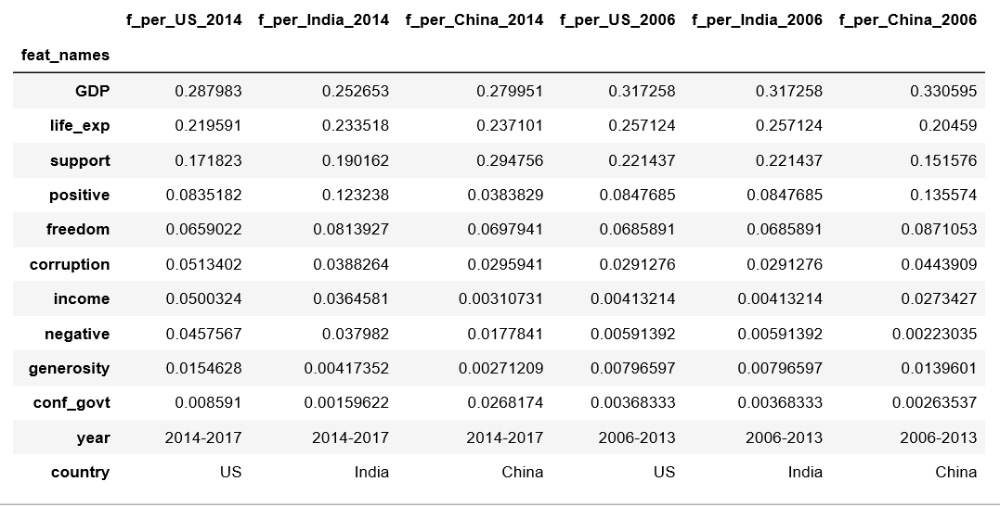 f_per_US_2014 f_per_India_2014 f_per_China_2014 f_per_US_2006 f_per_India_2006 f_per_China_2006
feat_names
GDP 0.287983 0.252653 0.279951 0.317258 0.317258 0.330595
life_exp 0.219591 0.233518 0.237101 0.257124 0.257124 0.20459
support 0.171823 0.190162 0.294756 0.221437 0.221437 0.151576
positive 0.0835182 0.123238 0.0383829 0.0847685 0.0847685 0.135574
freedom 0.0659022 0.0813927 0.0697941 0.0685891 0.0685891 0.0871053
corruption 0.0513402 0.0388264 0.0295941 0.0291276 0.0291276 0.0443909
income 0.0500324 0.0364581 0.00310731 0.00413214 0.00413214 0.0273427
negative 0.0457567 0.037982 0.0177841 0.00591392 0.00591392 0.00223035
generosity 0.0154628 0.00417352 0.00271209 0.00796597 0.00796597 0.0139601
conf_govt 0.008591 0.00159622 0.0268174 0.00368333 0.00368333 0.00263537
year 2014-2017 2014-2017 2014-2017 2006-2013 2006-2013 2006-2013
country US India China US India China